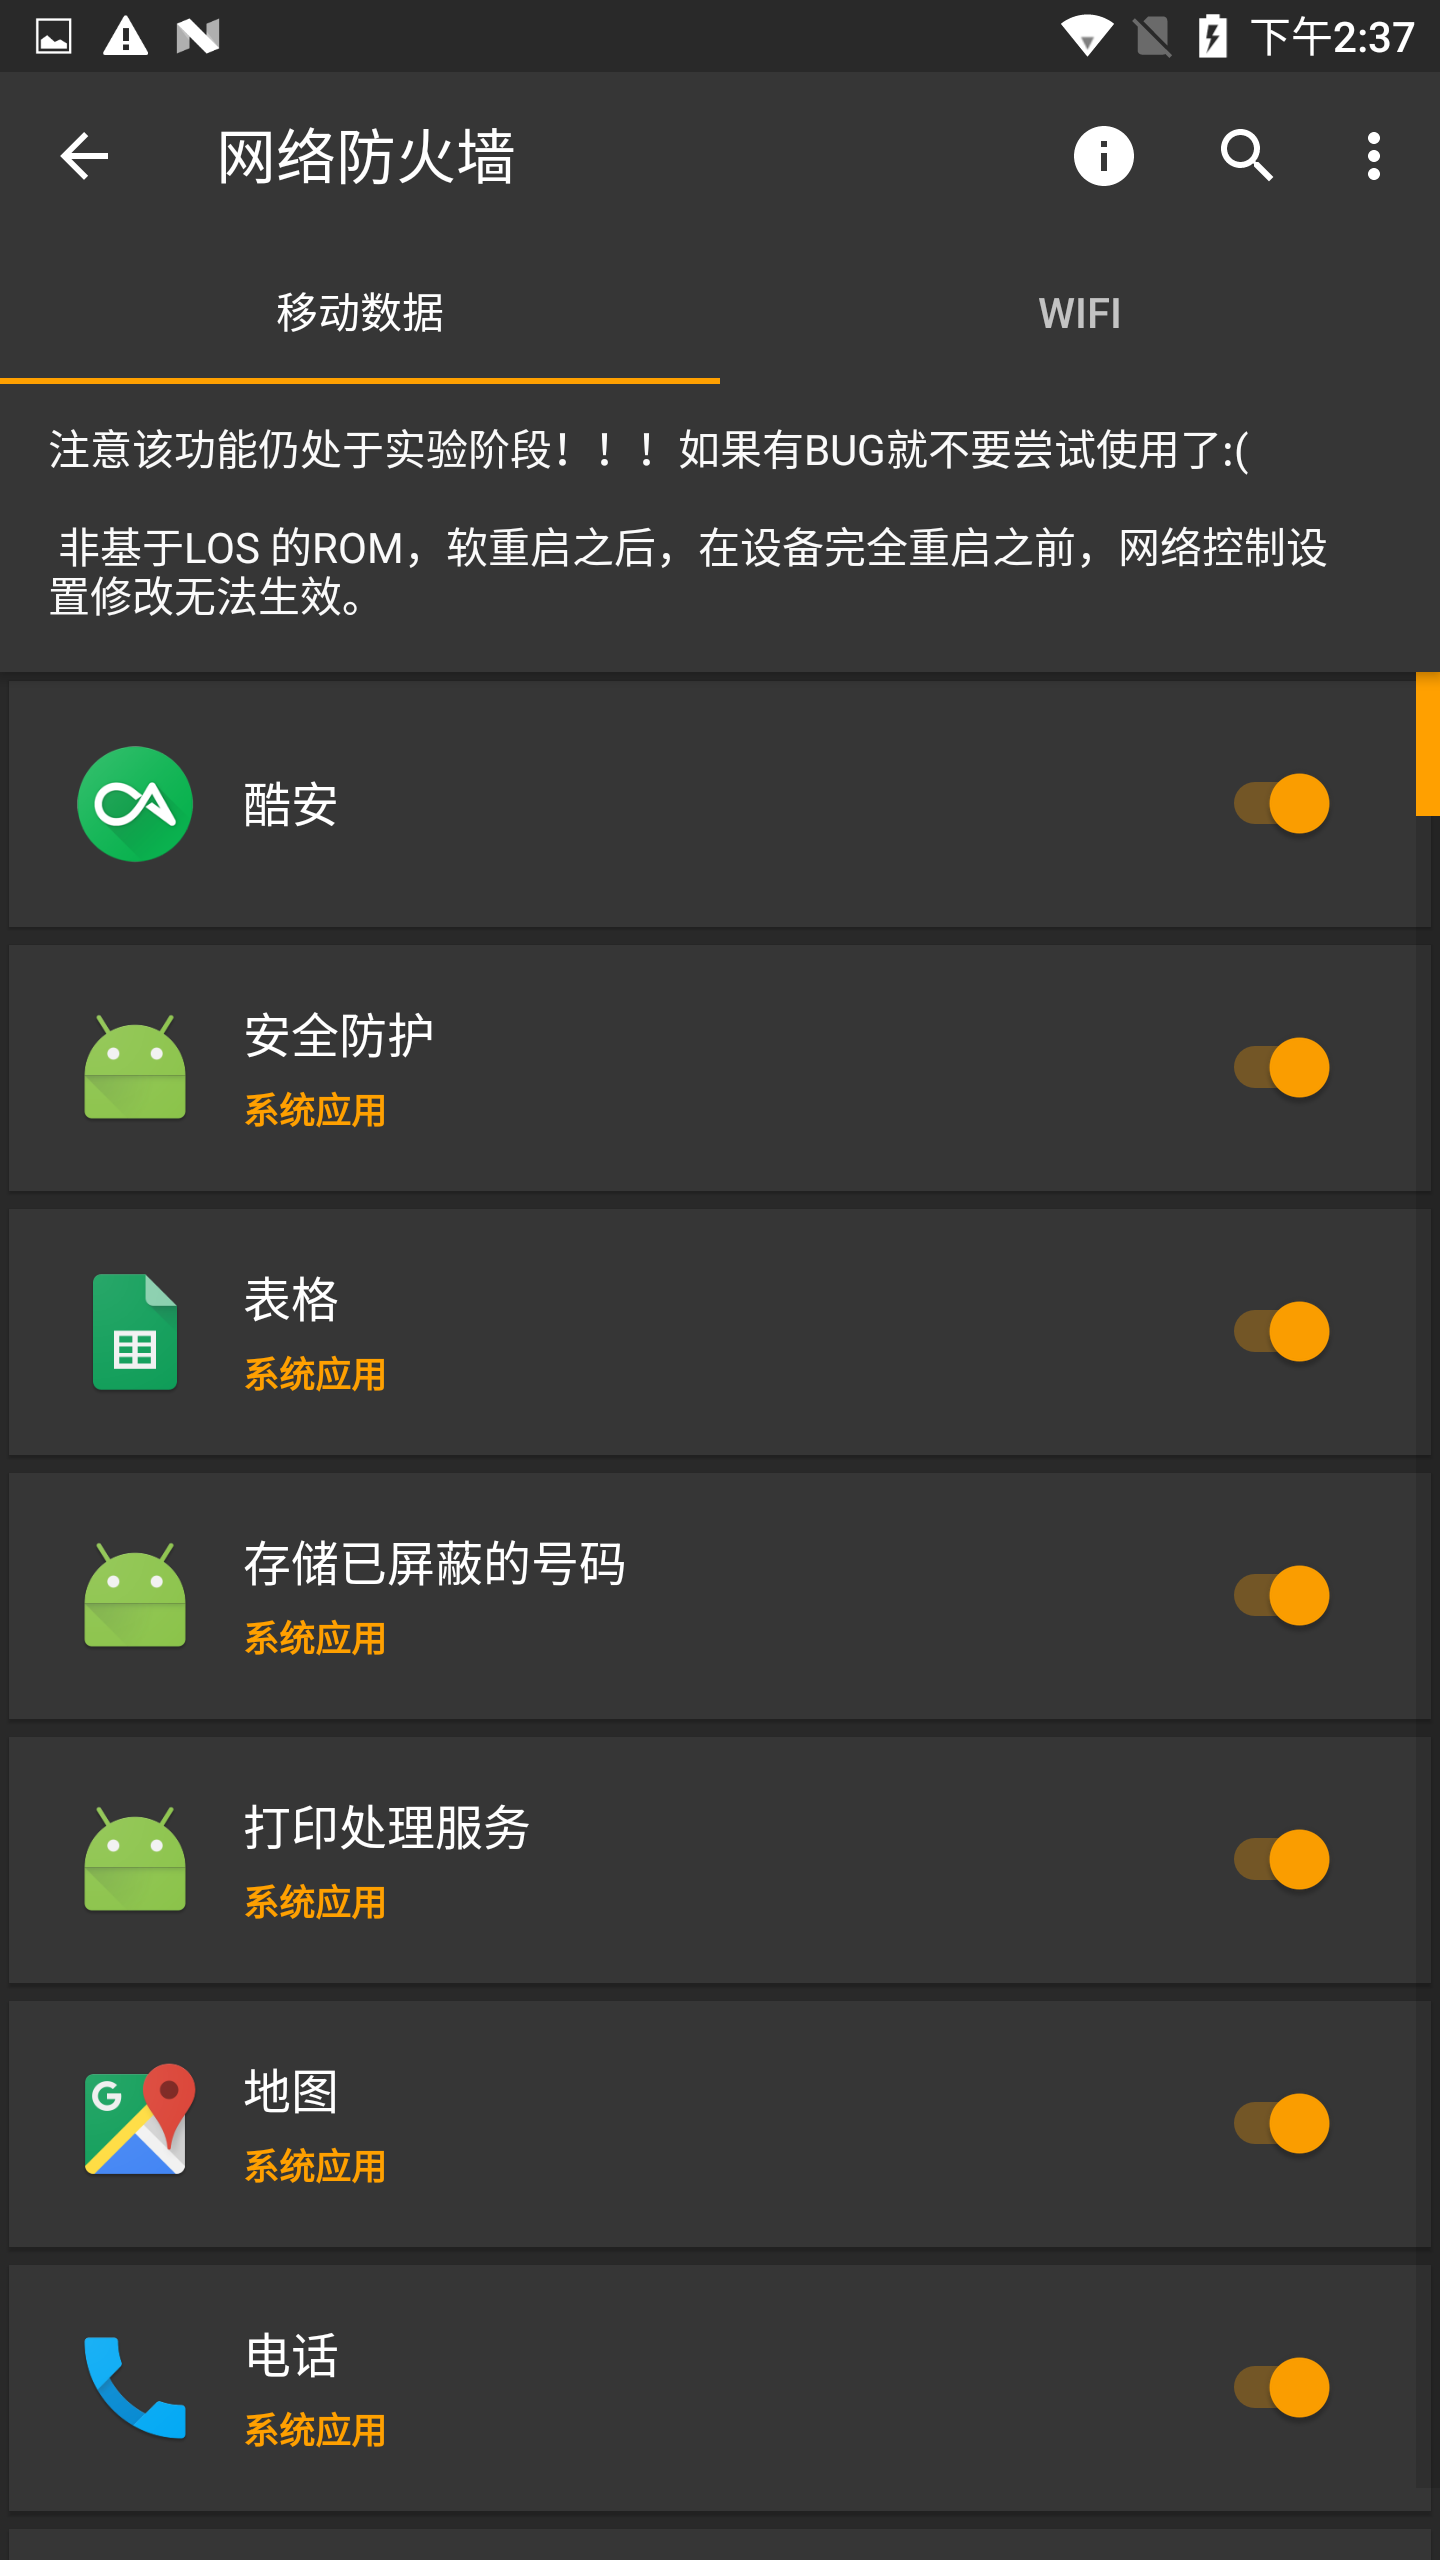 下午2:37
网络防火墙
移动数据
WIFI
注意该功能仍处于实验阶段！！！如果有BUG就不要尝试使用了:(
非基于LOS 的ROM，软重启之后，在设备完全重启之前，网络控制设
置修改无法生效。
酷安
安全防护
系统应用
表格
系统应用
存储已屏蔽的号码
系统应用
打印处理服务
系统应用
G
地图
系统应用
电话
系统应用